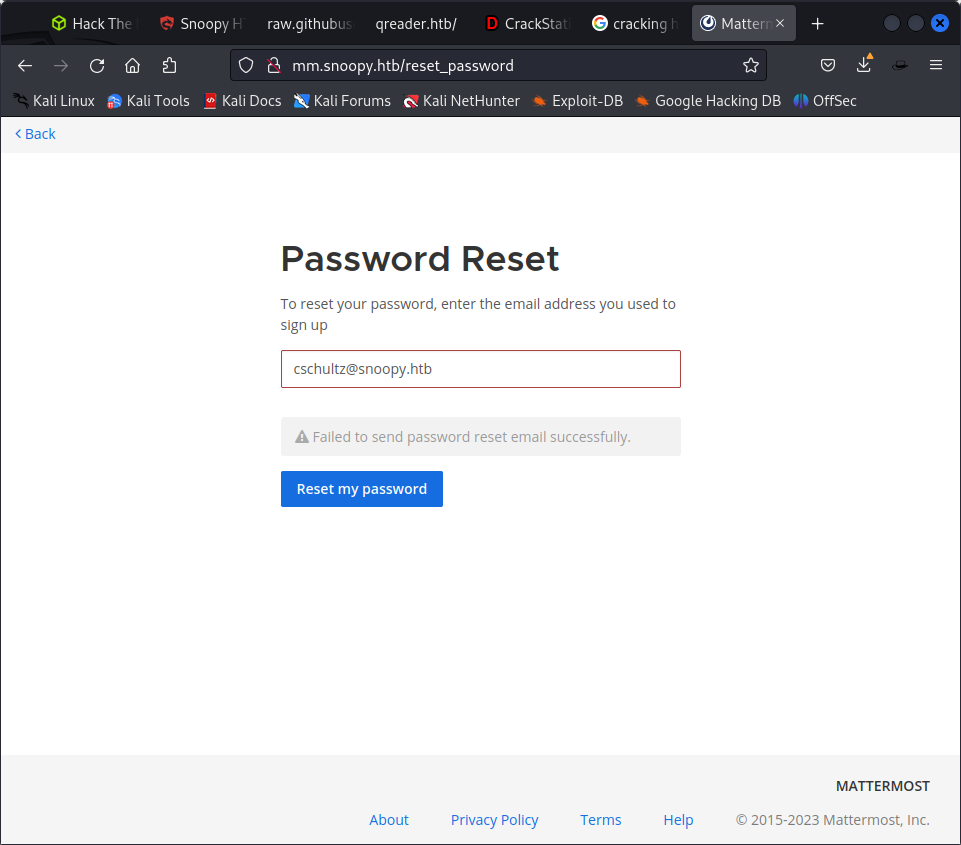 Hack The
Snoopy H
raw.githubus
qreader.htb/
CrackStati
cracking h
Matterm
mm.snoopy.htb/reset_password
Kali Linux
Kali Tools
Kali Docs
Kali Forums
Kali NetHunter
Exploit-DB
Google Hacking DB
OffSec
Back
Password Reset
To reset your password, enter the email address you used to
sign up
cschultz@snoopy.htb
Failed to send password reset email successfully.
Reset my password
MATTERMOST
About
Privacy Policy
Terms
Help
© 2015-2023 Mattermost, Inc.